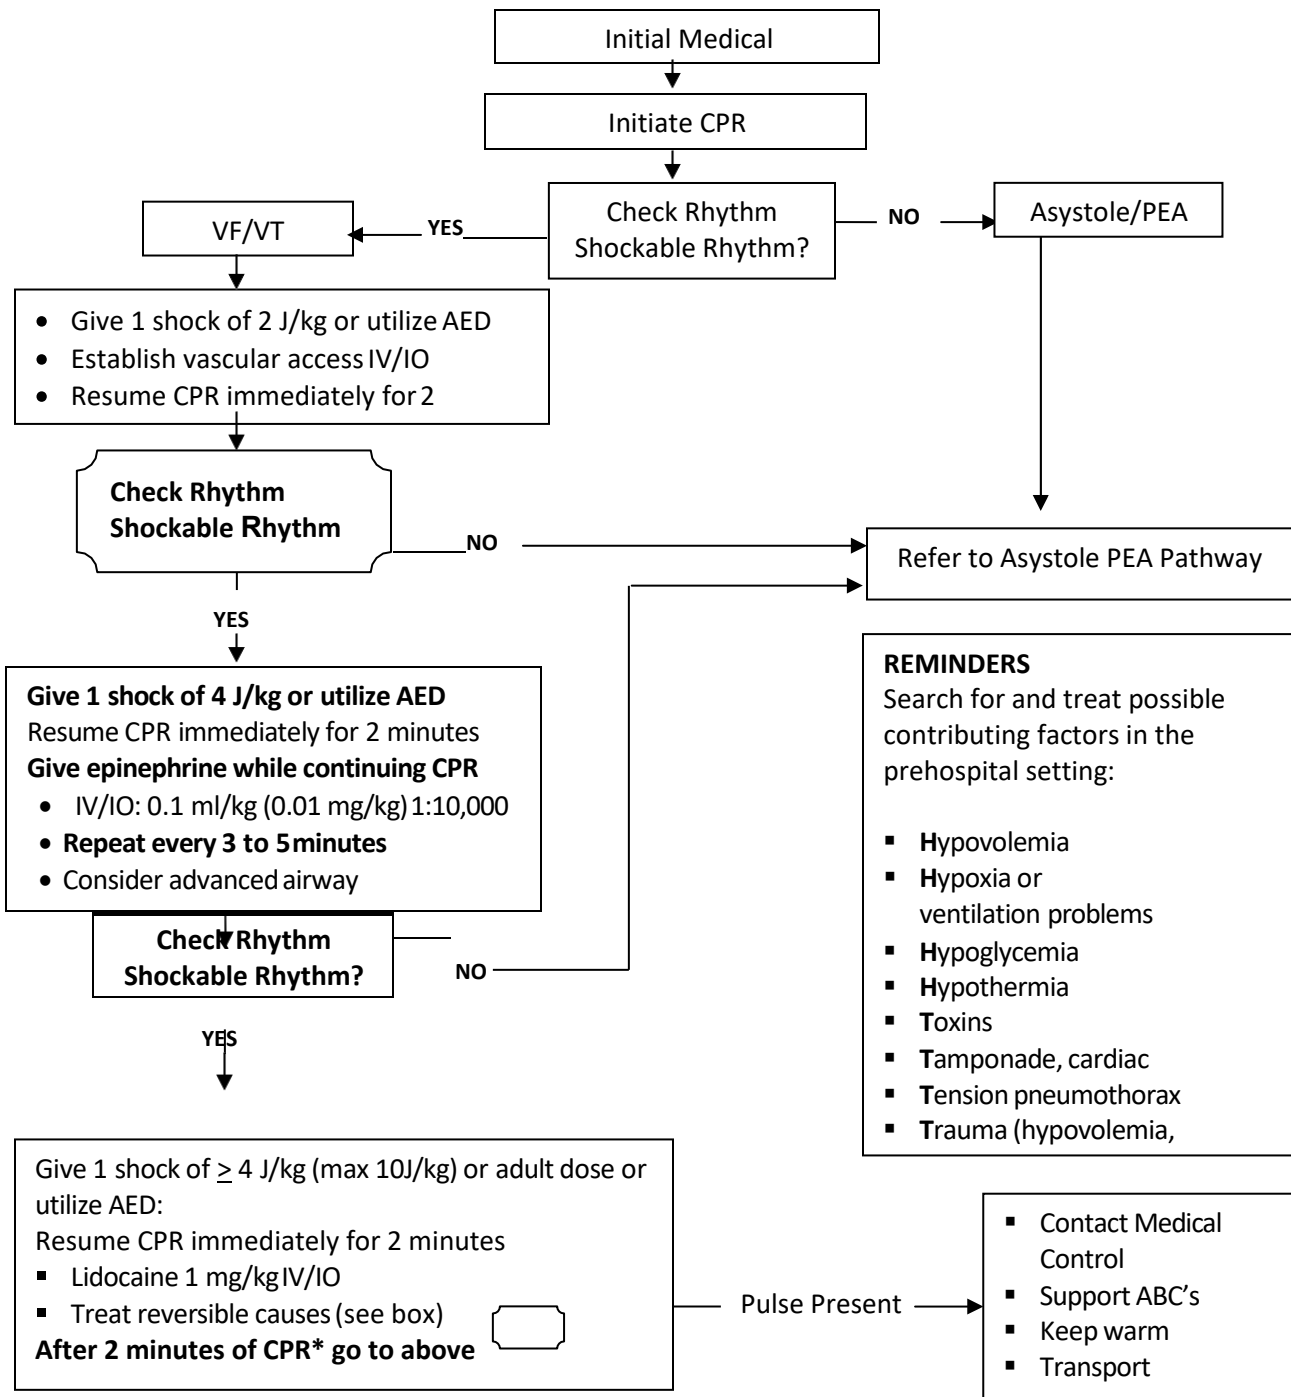 Initial Medical
Initiate CPR
Check Rhythm
Shockable Rhythm?
YES
NO
VF/VT
Asystole/PEA
• Give 1 shock of 2 J/kg or utilize AED
• Establish vascular access IV/IO
• Resume CPR immediately for 2
Check Rhythm
Shockable Rhythm
NO
Refer to Asystole PEA Pathway
YES
Give 1 shock of 4 J/kg or utilize AED
Resume CPR immediately for 2 minutes
Give epinephrine while continuing CPR
• IV/IO: 0.1 ml/kg (0.01 mg/kg) 1:10,000
• Repeat every 3 to 5 minutes
• Consider advanced airway
Check Rhythm
Shockable Rhythm?
NO
YES
REMINDERS
Search for and treat possible
contributing factors in the
prehospital setting:
▪ Hypovolemia
▪ Hypoxia or
ventilation problems
▪ Hypoglycemia
▪ Hypothermia
▪ Toxins
▪ Tamponade, cardiac
▪ Tension pneumothorax
▪ Trauma (hypovolemia,
Give 1 shock of ≥ 4 J/kg (max 10J/kg) or adult dose or
utilize AED:
Resume CPR immediately for 2 minutes
▪ Lidocaine 1 mg/kg IV/IO
▪ Treat reversible causes (see box)
After 2 minutes of CPR* go to above
Pulse Present
▪ Contact Medical
Control
▪ Support ABC's
▪ Keep warm
▪ Transport